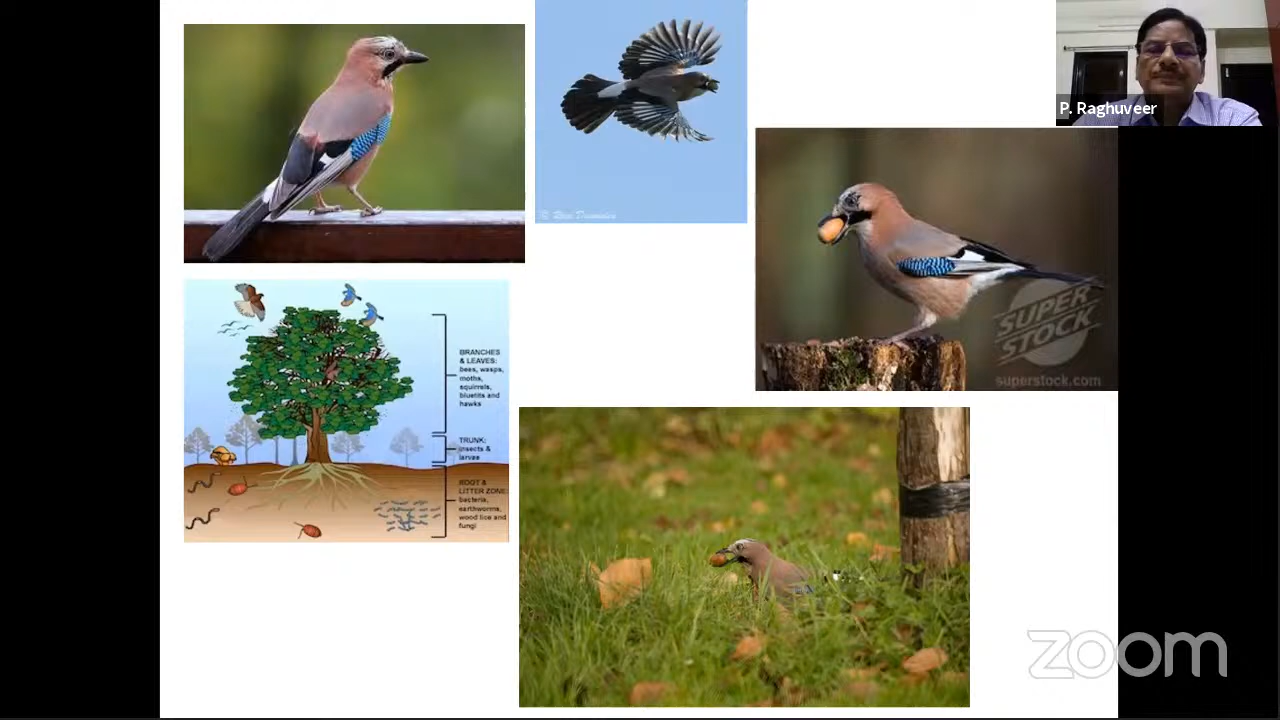 P. Raghuveer
SUPER
STOCK
superstock.com
BRANCHES
& LEAVES:
bees, wasps,
moths,
squirrels,
bluetits and
hawks
TRUNK:
insects &
larvae
ROOT &
LITTER ZONE:
bacteria,
earthworms,
wood lice and
fungi
zoom